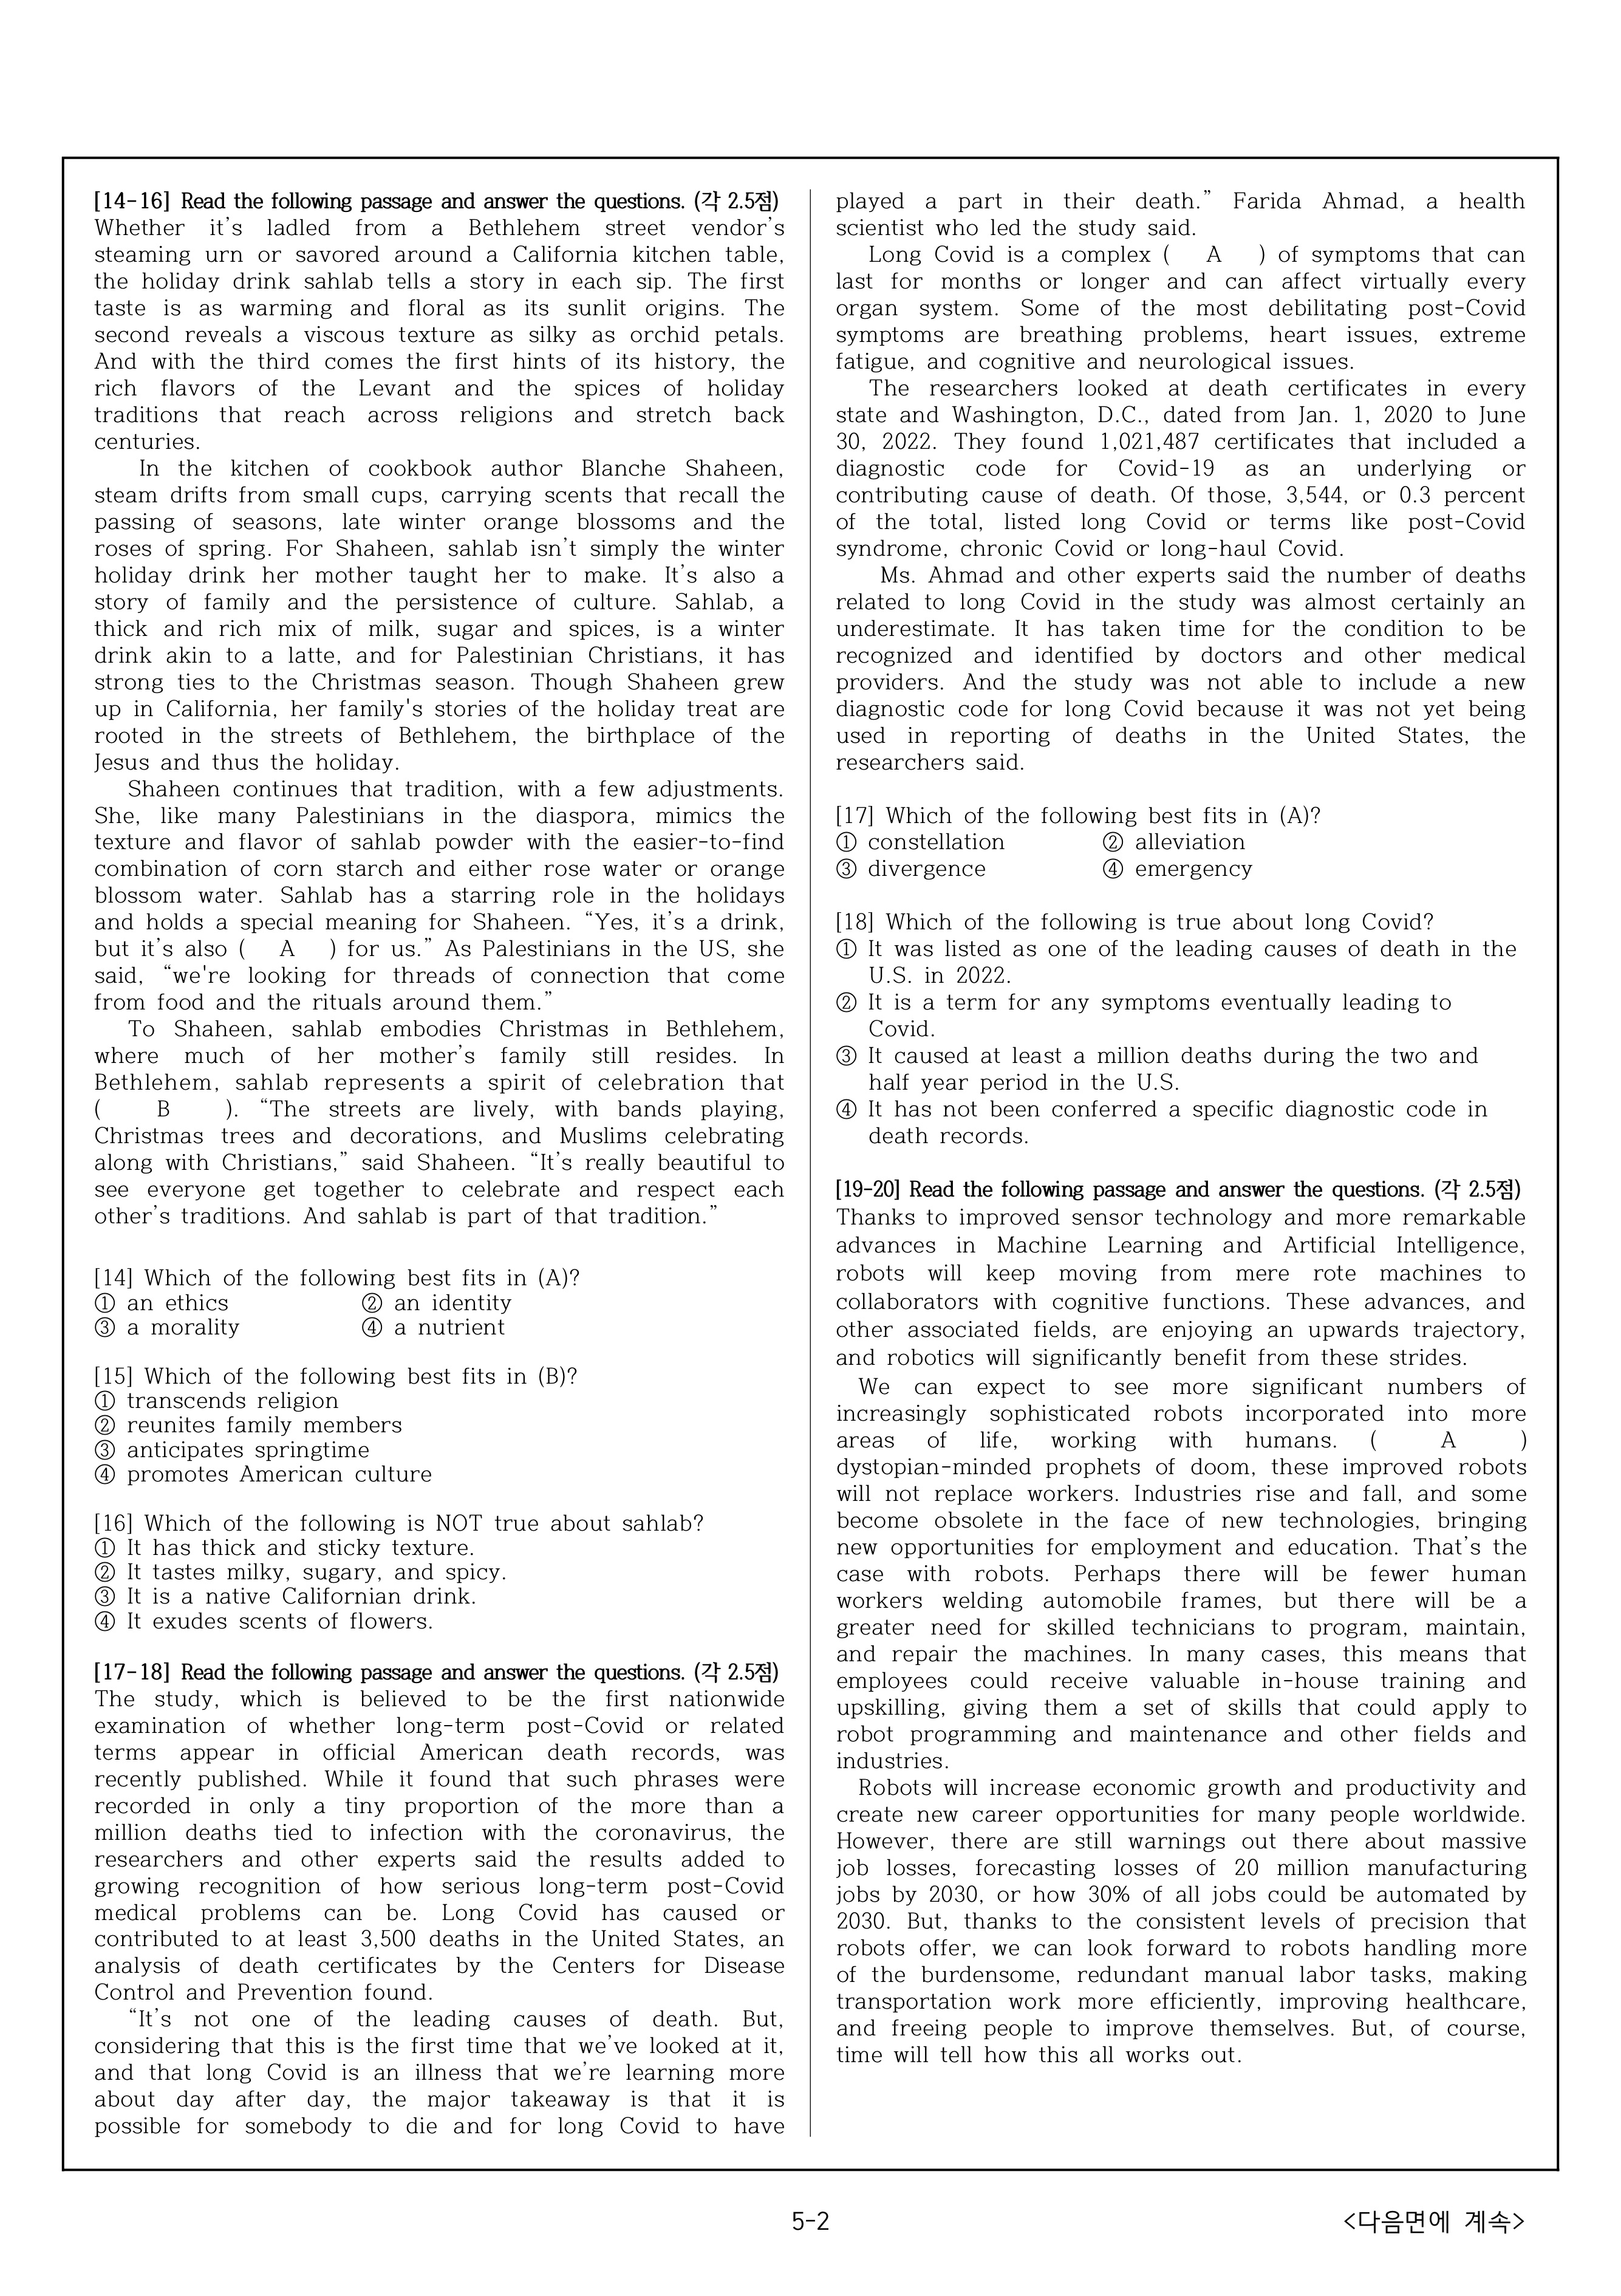 [14-16] Read the following passage and answer the questions. (각 2.5점)
Whether it's ladled from a Bethlehem street vendor's
steaming urn or savored around a California kitchen table,
the holiday drink sahlab tells a story in each sip. The first
taste is as warming and floral as its sunlit origins. The
second reveals a viscous texture as silky as orchid petals.
And with the third comes the first hints of its history, the
rich flavors of the Levant and the spices of holiday
traditions that reach across religions and stretch back
centuries.
In the kitchen of cookbook author Blanche Shaheen,
steam drifts from small cups, carrying scents that recall the
passing of seasons, late winter orange blossoms and the
roses of spring. For Shaheen, sahlab isn't simply the winter
holiday drink her mother taught her to make. It's also a
story of family and the persistence of culture. Sahlab, a
thick and rich mix of milk, sugar and spices, is a winter
drink akin to a latte, and for Palestinian Christians, it has
strong ties to the Christmas season. Though Shaheen grew
up in California, her family's stories of the holiday treat are
rooted in the streets of Bethlehem, the birthplace of the
Jesus and thus the holiday.
Shaheen continues that tradition, with a few adjustments.
She, like many Palestinians in the diaspora, mimics the
texture and flavor of sahlab powder with the easier-to-find
combination of corn starch and either rose water or orange
blossom water. Sahlab has a starring role in the holidays
and holds a special meaning for Shaheen. “Yes, it's a drink,
but it's also ( A ) for us.” As Palestinians in the US, she
said, “we're looking for threads of connection that come
from food and the rituals around them.”
To Shaheen, sahlab embodies Christmas in Bethlehem,
where much of her mother's family still resides. In
Bethlehem, sahlab represents a spirit of celebration that
( B ). “The streets are lively, with bands playing,
Christmas trees and decorations, and Muslims celebrating
along with Christians,” said Shaheen. “It's really beautiful to
see everyone get together to celebrate and respect each
other's traditions. And sahlab is part of that tradition.”
[14] Which of the following best fits in (A)?
① an ethics ② an identity
③ a morality ④ a nutrient
[15] Which of the following best fits in (B)?
① transcends religion
② reunites family members
③ anticipates springtime
④ promotes American culture
[16] Which of the following is NOT true about sahlab?
① It has thick and sticky texture.
② It tastes milky, sugary, and spicy.
③ It is a native Californian drink.
④ It exudes scents of flowers.
[17-18] Read the following passage and answer the questions. (각 2.5점)
The study, which is believed to be the first nationwide
examination of whether long-term post-Covid or related
terms appear in official American death records, was
recently published. While it found that such phrases were
recorded in only a tiny proportion of the more than a
million deaths tied to infection with the coronavirus, the
researchers and other experts said the results added to
growing recognition of how serious long-term post-Covid
medical problems can be. Long Covid has caused or
contributed to at least 3,500 deaths in the United States, an
analysis of death certificates by the Centers for Disease
Control and Prevention found.
“It's not one of the leading causes of death. But,
considering that this is the first time that we've looked at it,
and that long Covid is an illness that we're learning more
about day after day, the major takeaway is that it is
possible for somebody to die and for long Covid to have
played a part in their death.” Farida Ahmad, a health
scientist who led the study said.
Long Covid is a complex ( A ) of symptoms that can
last for months or longer and can affect virtually every
organ system. Some of the most debilitating post-Covid
symptoms are breathing problems, heart issues, extreme
fatigue, and cognitive and neurological issues.
The researchers looked at death certificates in every
state and Washington, D.C., dated from Jan. 1, 2020 to June
30, 2022. They found 1,021,487 certificates that included a
diagnostic code for Covid-19 as an underlying or
contributing cause of death. Of those, 3,544, or 0.3 percent
of the total, listed long Covid or terms like post-Covid
syndrome, chronic Covid or long-haul Covid.
Ms. Ahmad and other experts said the number of deaths
related to long Covid in the study was almost certainly an
underestimate. It has taken time for the condition to be
recognized and identified by doctors and other medical
providers. And the study was not able to include a new
diagnostic code for long Covid because it was not yet being
used in reporting of deaths in the United States, the
researchers said.
[17] Which of the following best fits in (A)?
① constellation ② alleviation
③ divergence ④ emergency
[18] Which of the following is true about long Covid?
① It was listed as one of the leading causes of death in the
U.S. in 2022.
② It is a term for any symptoms eventually leading to
Covid.
③ It caused at least a million deaths during the two and
half year period in the U.S.
④ It has not been conferred a specific diagnostic code in
death records.
[19-20] Read the following passage and answer the questions. (각 2.5점)
Thanks to improved sensor technology and more remarkable
advances in Machine Learning and Artificial Intelligence,
robots will keep moving from mere rote machines to
collaborators with cognitive functions. These advances, and
other associated fields, are enjoying an upwards trajectory,
and robotics will significantly benefit from these strides.
We can expect to see more significant numbers of
increasingly sophisticated robots incorporated into more
areas of life, working with humans. ( A )
dystopian-minded prophets of doom, these improved robots
will not replace workers. Industries rise and fall, and some
become obsolete in the face of new technologies, bringing
new opportunities for employment and education. That's the
case with robots. Perhaps there will be fewer human
workers welding automobile frames, but there will be a
greater need for skilled technicians to program, maintain,
and repair the machines. In many cases, this means that
employees could receive valuable in-house training and
upskilling, giving them a set of skills that could apply to
robot programming and maintenance and other fields and
industries.
Robots will increase economic growth and productivity and
create new career opportunities for many people worldwide.
However, there are still warnings out there about massive
job losses, forecasting losses of 20 million manufacturing
jobs by 2030, or how 30% of all jobs could be automated by
2030. But, thanks to the consistent levels of precision that
robots offer, we can look forward to robots handling more
of the burdensome, redundant manual labor tasks, making
transportation work more efficiently, improving healthcare,
and freeing people to improve themselves. But, of course,
time will tell how this all works out.
5-2
<다음면에 계속>